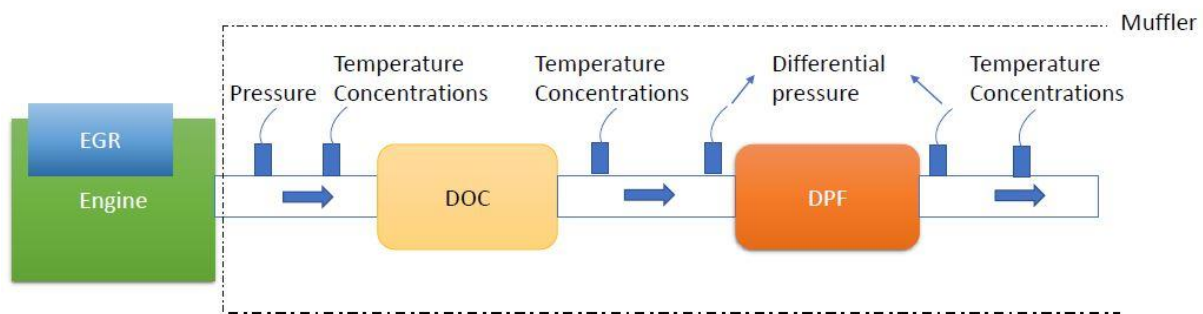 Muffler
Pressure
Temperature
Concentrations
Temperature
Concentrations
Differential
pressure
Temperature
Concentrations
EGR
Engine
DOC
DPF